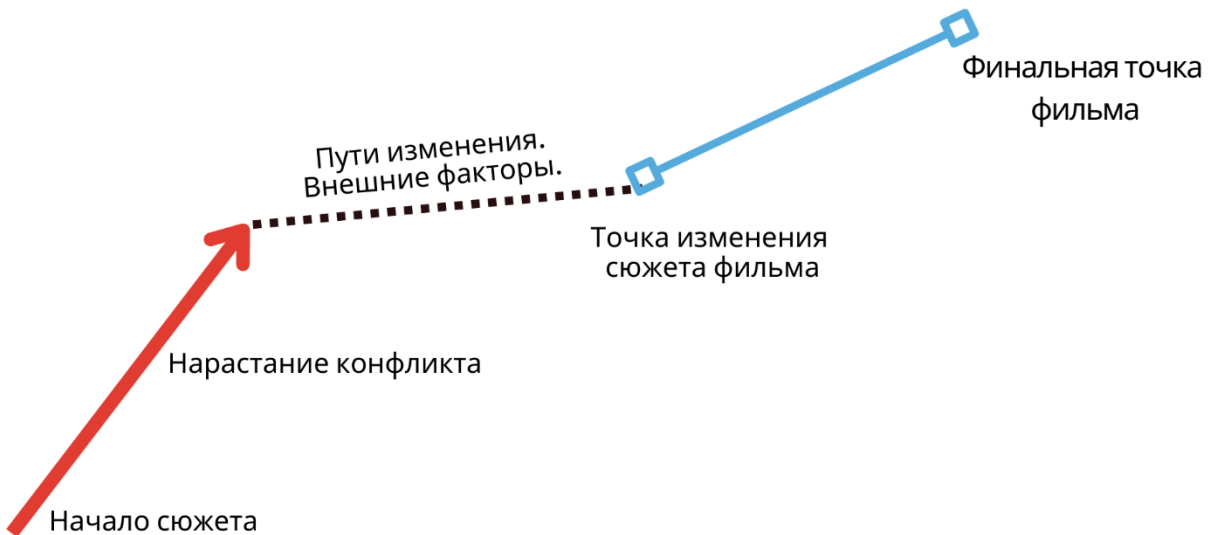 Финальная точка
фильма
Пути изменения.
Внешние факторы.
Точка изменения
сюжета фильма
Нарастание конфликта
Начало сюжета